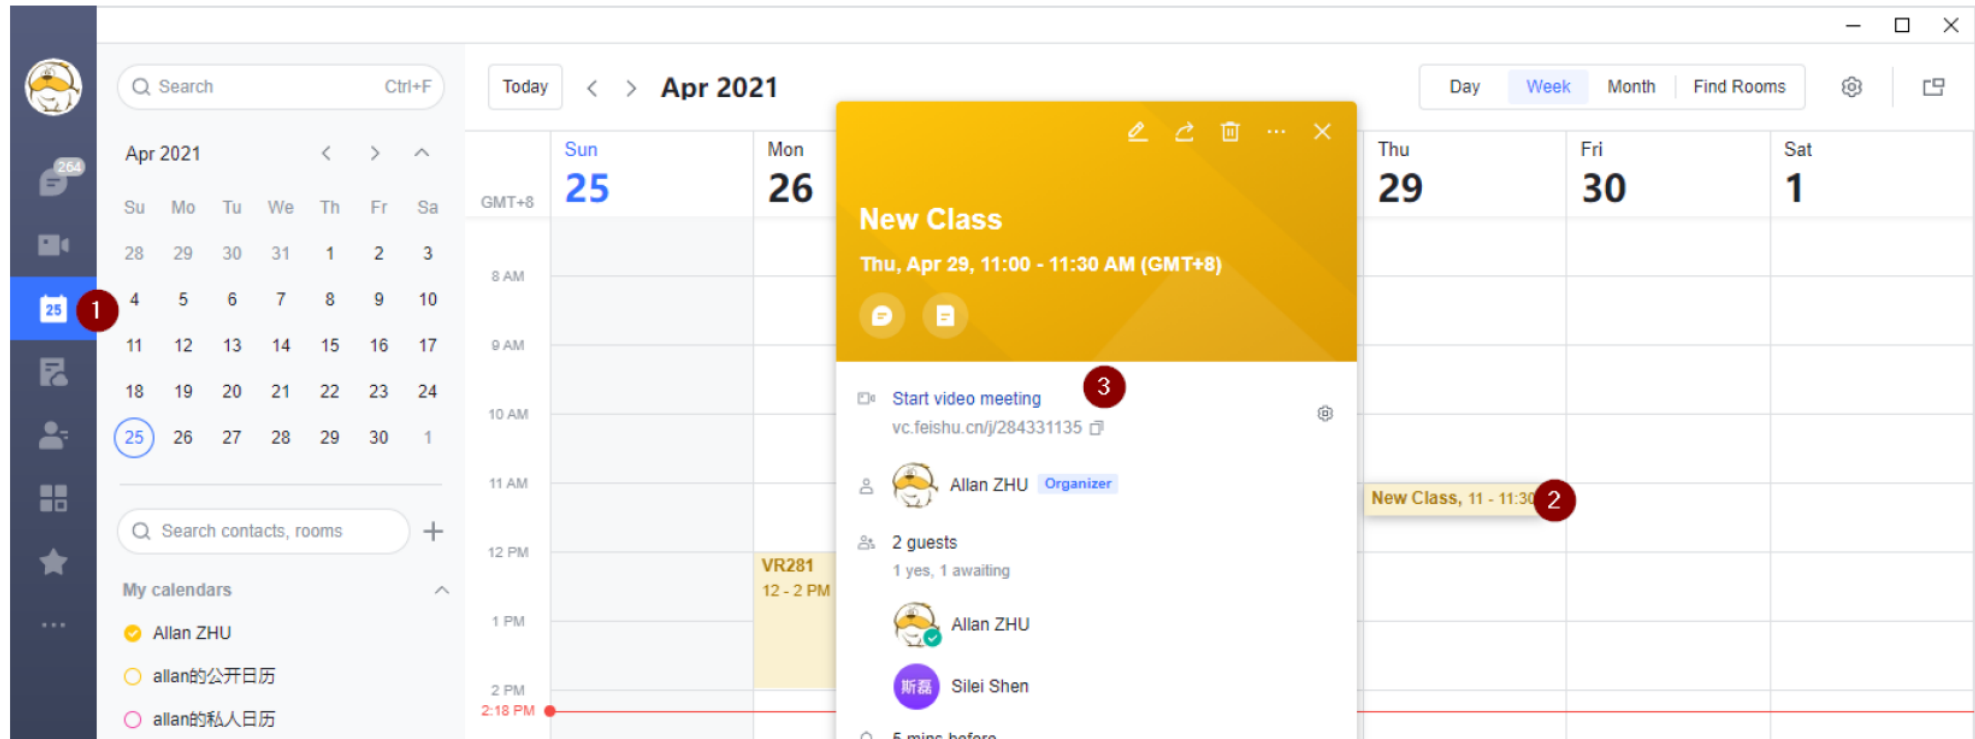 Search Ctrl+F
Today < > Apr 2021
Day Week Month Find Rooms
264
25
1
Apr 2021
Su Mo Tu We Th Fr Sa
28 29 30 31 1 2 3
4 5 6 7 8 9 10
11 12 13 14 15 16 17
18 19 20 21 22 23 24
25 26 27 28 29 30 1
Search contacts, rooms
My calendars
Allan ZHU
allan的公开日历
allan的私人日历
GMT+8
Sun
25
Mon
26
Thu
29
Fri
30
Sat
1
8 AM
9 AM
10 AM
11 AM
12 PM
1 PM
2 PM
2:18 PM
VR281
12 - 2 PM
New Class
Thu, Apr 29, 11:00 - 11:30 AM (GMT+8)
Start video meeting
3
vc.feishu.cn/j/284331135
Allan ZHU Organizer
2 guests
1 yes, 1 awaiting
Allan ZHU
斯磊 Silei Shen
5 mins before
New Class, 11 - 11:30
2